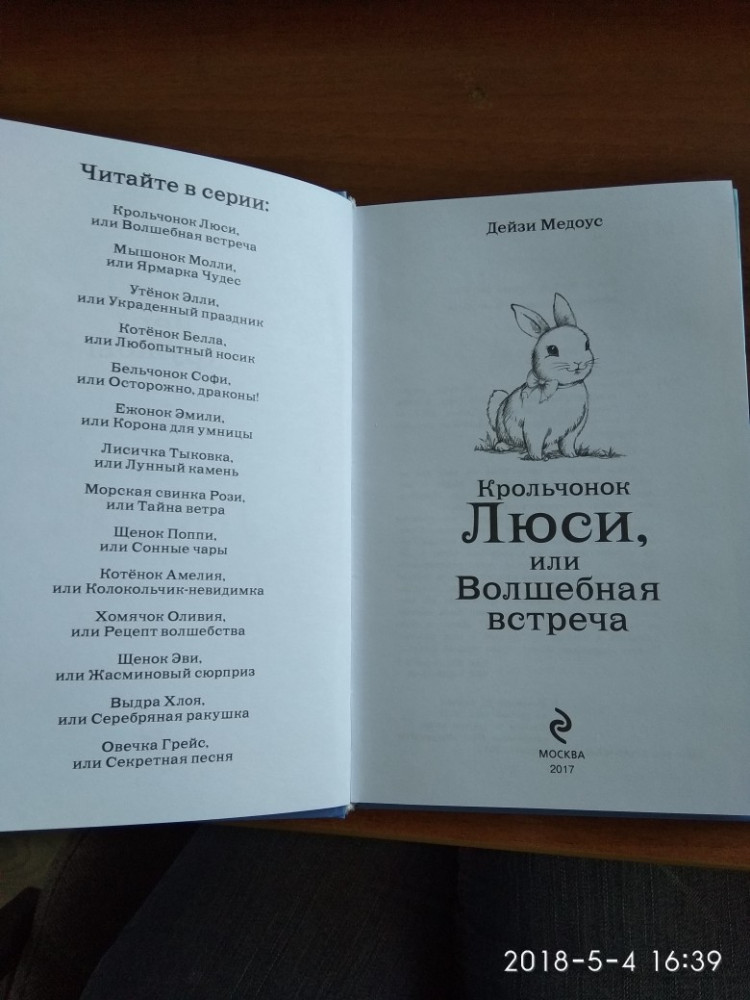 Читайте в серии:
Крольчонок Люси,
или Волшебная встреча
Мышонок Молли,
или Ярмарка Чудес
Утёнок Элли,
или Украденный праздник
Котёнок Белла,
или Любопытный носик
Бельчонок Софи,
или Осторожно, драконы!
Ежонок Эмили,
или Корона для умницы
Лисичка Тыковка,
или Лунный камень
Морская свинка Рози,
или Тайна ветра
Щенок Поппи,
или Сонные чары
Котёнок Амелия,
или Колокольчик-невидимка
Хомячок Оливия,
или Рецепт волшебства
Щенок Эви,
или Жасминовый сюрприз
Выдра Хлоя,
или Серебряная ракушка
Овечка Грейс,
или Секретная песня
Дейзи Медоус
Крольчонок
Люси,
или
Волшебная
встреча
МОСКВА
2017
2018-5-4 16:39